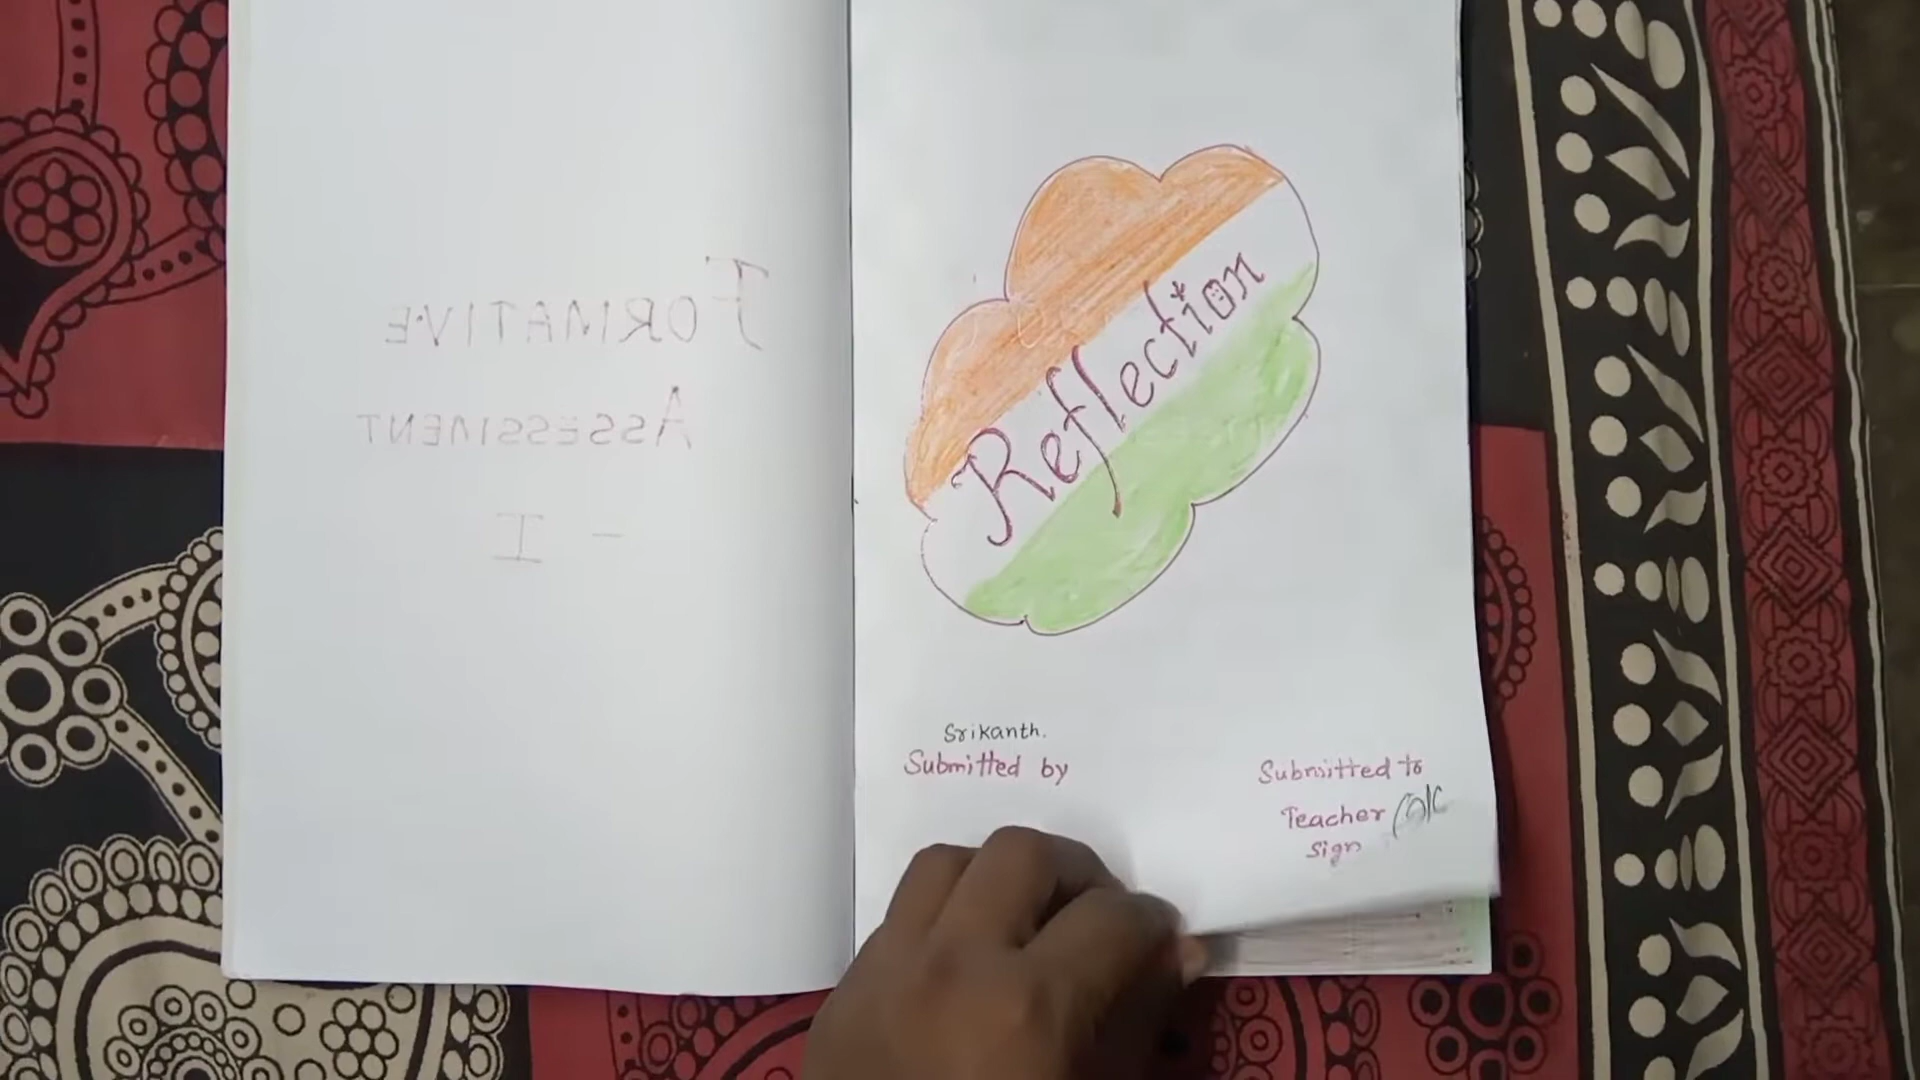 FORMATIVE
ASSESSMENT
- I
Reflection
Srikanth.
Submitted by
Submitted to
Teacher
sign